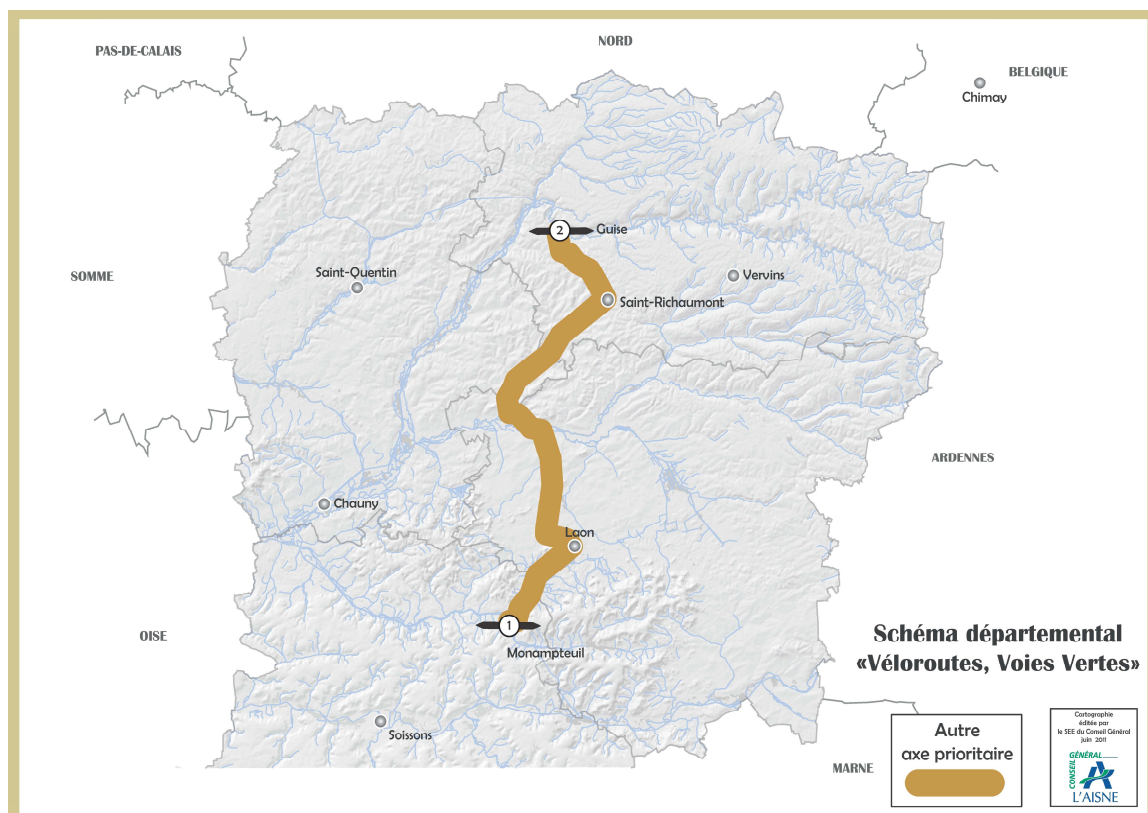 NORD
PAS-DE-CALAIS
BELGIQUE
Chimay
2
Guise
SOMME
Saint-Quentin
Vervins
Saint-Richaumont
ARDENNES
Chauny
Laon
1
OISE
Monampteuil
Schéma départemental
«Véloroutes, Voies Vertes»
Soissons
MARNE
Autre
axe prioritaire
Cartographie
éditée par
le SEE du Conseil Général
juin 2011
CONSEIL
GÉNÉRAL
L'AISNE